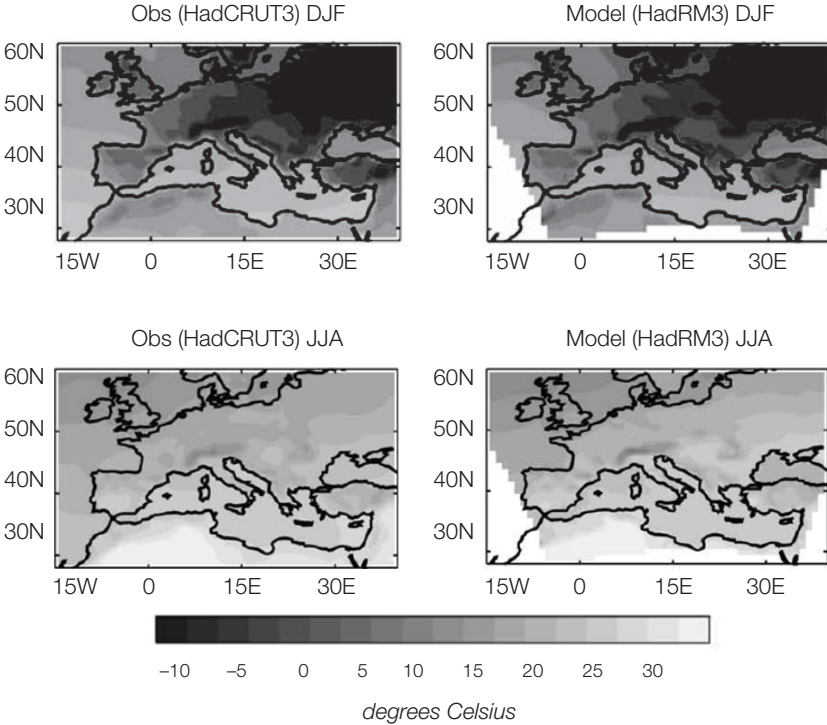 Obs (HadCRUT3) DJF
Model (HadRM3) DJF
60N
50N
40N
30N
15W 0 15E 30E
60N
50N
40N
30N
15W 0 15E 30E
Obs (HadCRUT3) JJA
Model (HadRM3) JJA
60N
50N
40N
30N
15W 0 15E 30E
60N
50N
40N
30N
15W 0 15E 30E
–10 –5 0 5 10 15 20 25 30
degrees Celsius